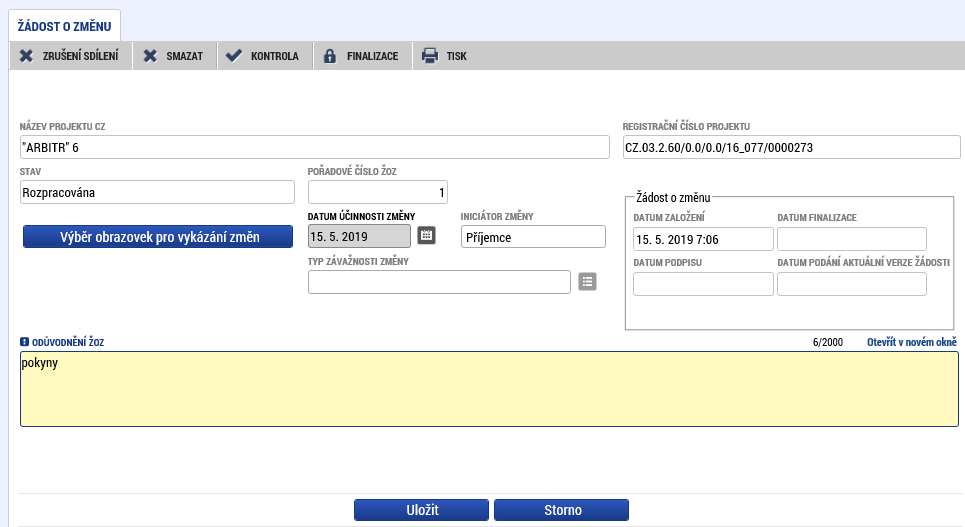 ŽÁDOST O ZMĚNU
ZRUŠENÍ SDÍLENÍ SMAZAT KONTROLA FINALIZACE TISK
NÁZEV PROJEKTU CZ REGISTRAČNÍ ČÍSLO PROJEKTU
"ARBITR" 6 CZ.03.2.60/0.0/0.0/16_077/0000273
STAV POŘADOVÉ ČÍSLO ŽOZ
Rozpracována 1
Žádost o změnu
DATUM ÚČINNOSTI ZMĚNY INICIÁTOR ZMĚNY DATUM ZALOŽENÍ DATUM FINALIZACE
Výběr obrazovek pro vykázání změn 15. 5. 2019 Příjemce 15. 5. 2019 7:06
TYP ZÁVAŽNOSTI ZMĚNY DATUM PODPISU DATUM PODÁNÍ AKTUÁLNÍ VERZE ŽÁDOSTI
ODŮVODNĚNÍ ŽOZ 6/2000 Otevřít v novém okně
pokyny
Uložit Storno